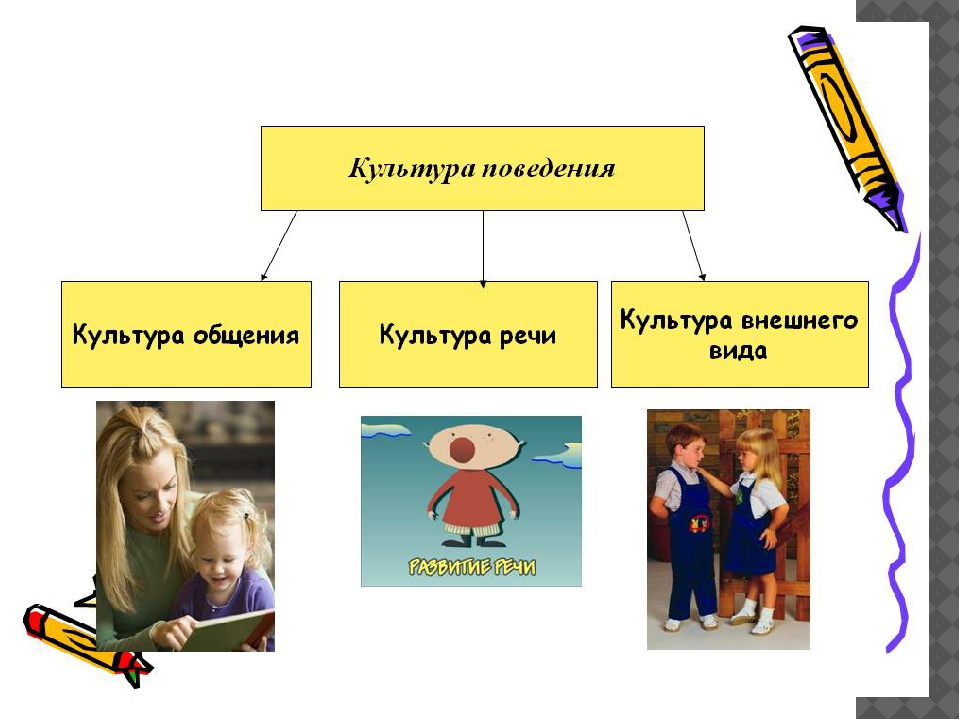 Культура поведения
Культура общения
Культура речи
Культура внешнего
вида
РАЗВИТИЕ РЕЧИ